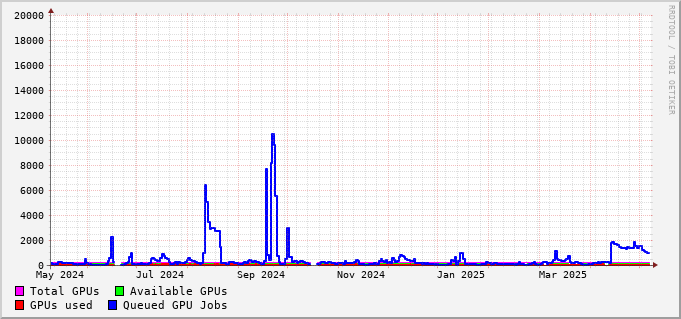 20000
18000
16000
14000
12000
10000
8000
6000
4000
2000
0
May 2024 Jul 2024 Sep 2024 Nov 2024 Jan 2025 Mar 2025
Total GPUs Available GPUs
GPUs used Queued GPU Jobs
RRDTOOL / TOBI OETIKER